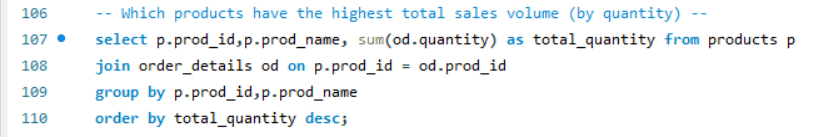 106 -- Which products have the highest total sales volume (by quantity) --
107 select p.prod_id,p.prod_name, sum(od.quantity) as total_quantity from products p
108 join order_details od on p.prod_id = od.prod_id
109 group by p.prod_id,p.prod_name
110 order by total_quantity desc;